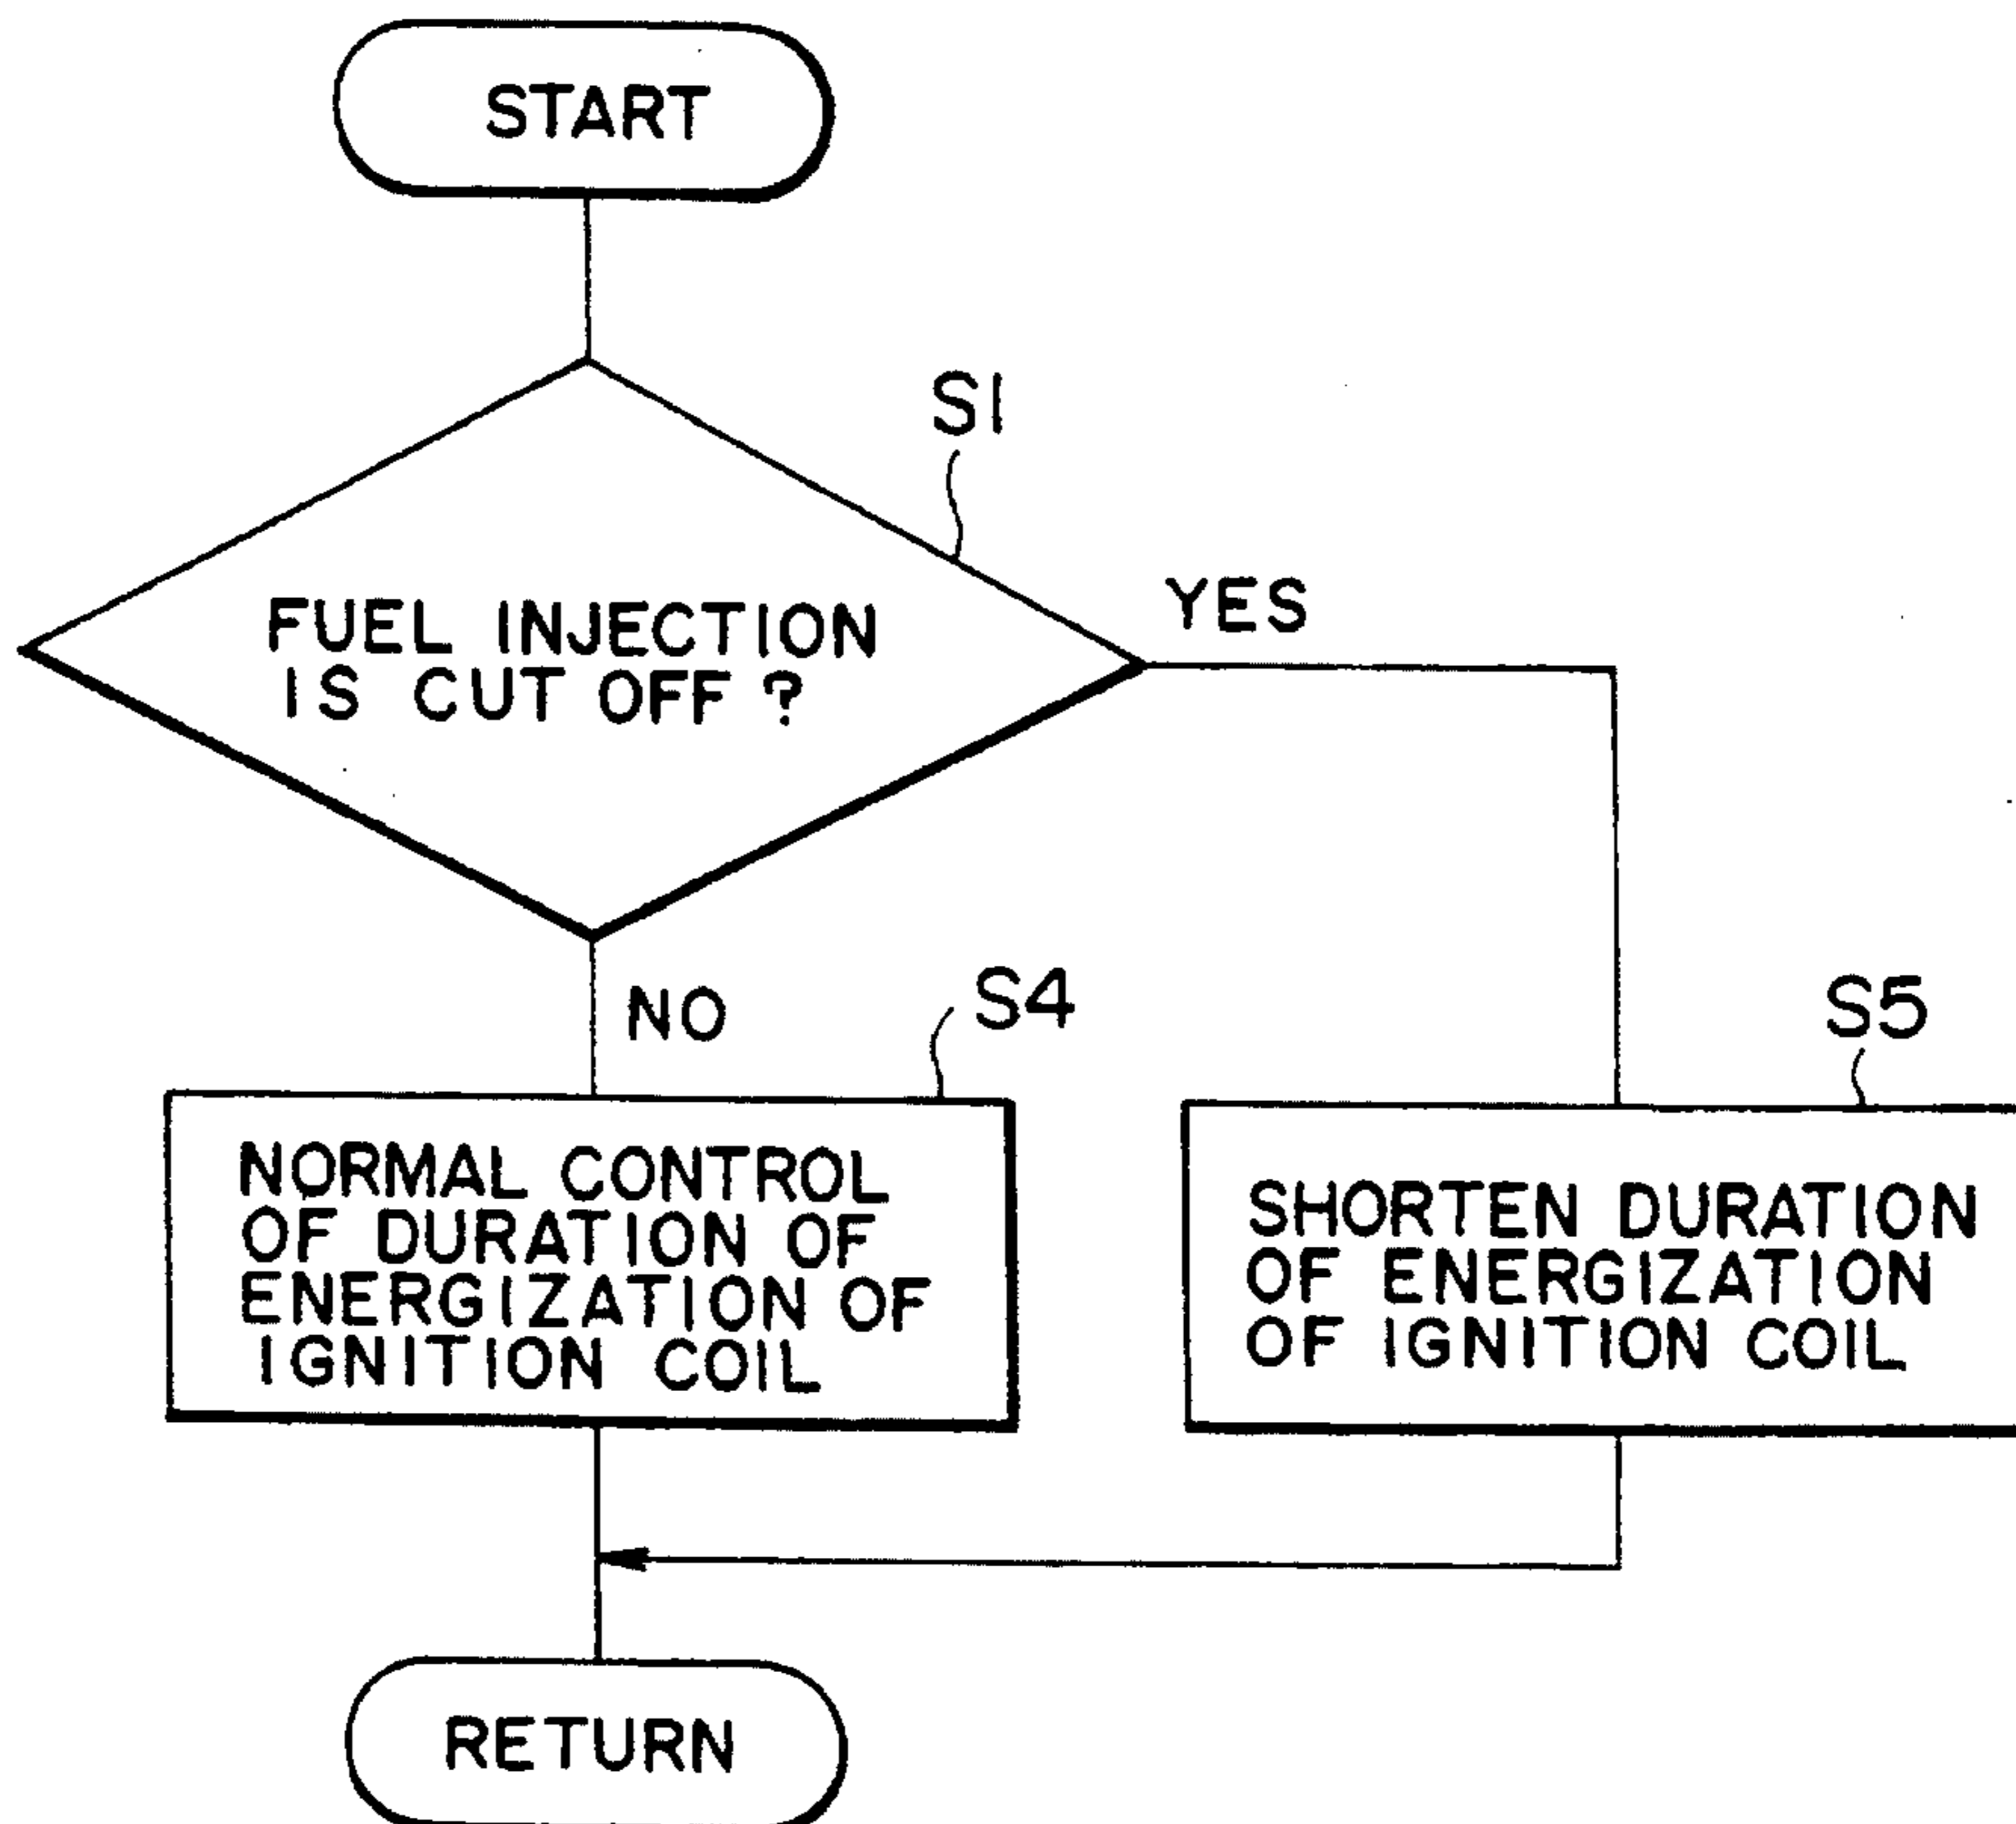 START
S1
FUEL INJECTION
IS CUT OFF ?
YES
NO
S4
S5
NORMAL CONTROL
OF DURATION OF
ENERGIZATION OF
IGNITION COIL
SHORTEN DURATION
OF ENERGIZATION
OF IGNITION COIL
RETURN